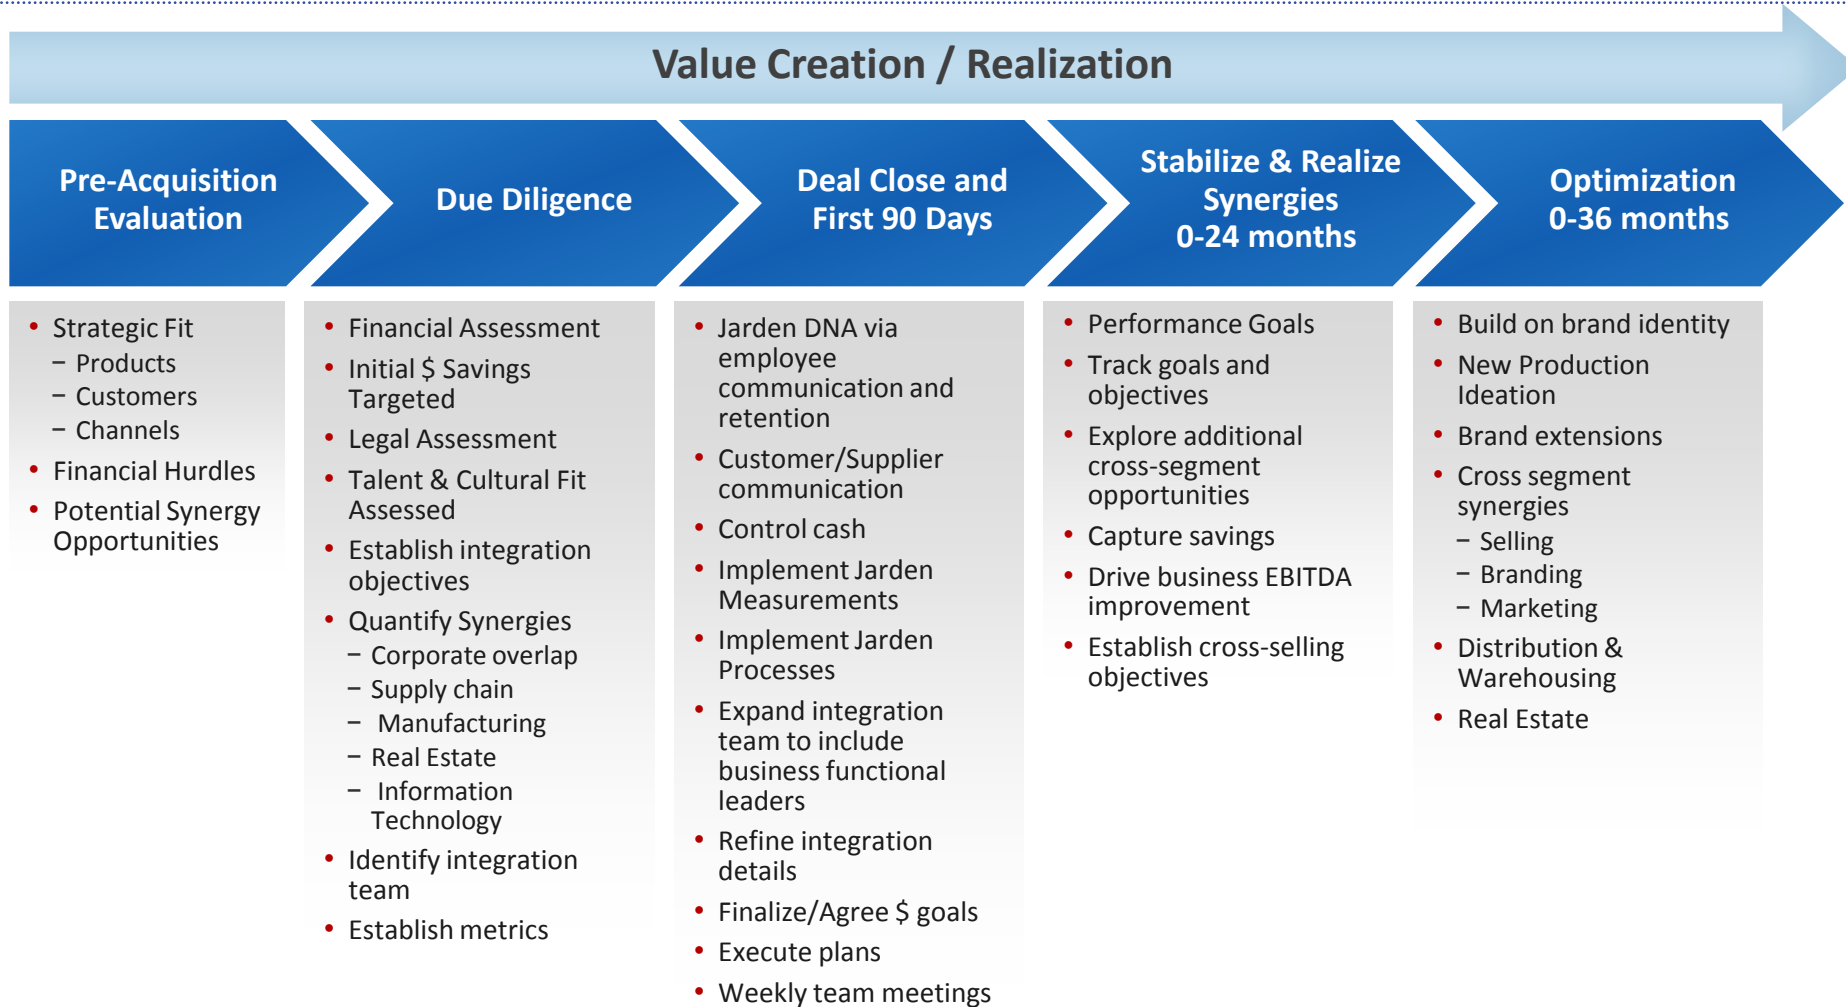 Value Creation / Realization
Pre-Acquisition
Evaluation
Due Diligence
Deal Close and
First 90 Days
Stabilize & Realize
Synergies
0-24 months
Optimization
0-36 months
• Strategic Fit
– Products
– Customers
– Channels
• Financial Hurdles
• Potential Synergy
Opportunities
• Financial Assessment
• Initial $ Savings
Targeted
• Legal Assessment
• Talent & Cultural Fit
Assessed
• Establish integration
objectives
• Quantify Synergies
– Corporate overlap
– Supply chain
– Manufacturing
– Real Estate
– Information
Technology
• Identify integration
team
• Establish metrics
• Jarden DNA via
employee
communication and
retention
• Customer/Supplier
communication
• Control cash
• Implement Jarden
Measurements
• Implement Jarden
Processes
• Expand integration
team to include
business functional
leaders
• Refine integration
details
• Finalize/Agree $ goals
• Execute plans
• Weekly team meetings
• Performance Goals
• Track goals and
objectives
• Explore additional
cross-segment
opportunities
• Capture savings
• Drive business EBITDA
improvement
• Establish cross-selling
objectives
• Build on brand identity
• New Production
Ideation
• Brand extensions
• Cross segment
synergies
– Selling
– Branding
– Marketing
• Distribution &
Warehousing
• Real Estate